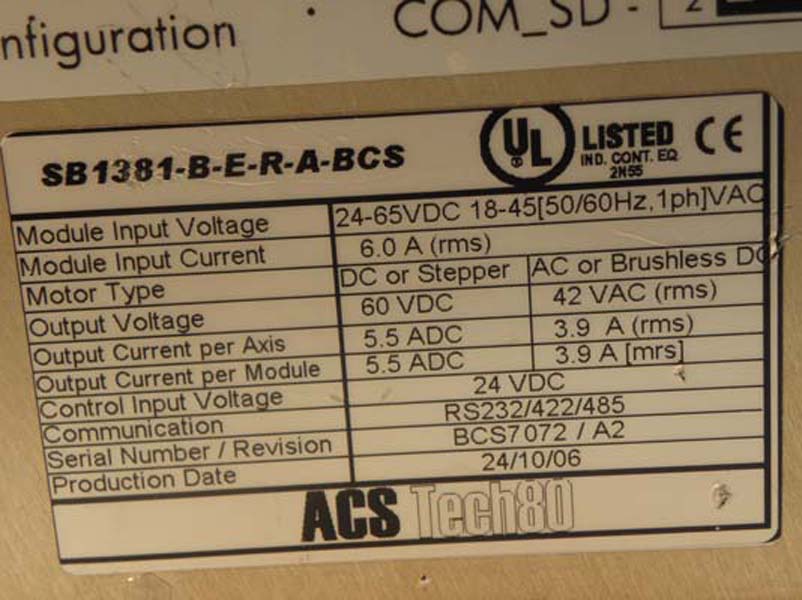 nfiguration COM_SD - 2
SB1381-B-E-R-A-BCS UL LISTED CE
IND. CONT. EQ
2N55
Module Input Voltage 24-65VDC 18-45[50/60Hz,1ph]VAC
Module Input Current 6.0 A (rms)
Motor Type DC or Stepper AC or Brushless DC
Output Voltage 60 VDC 42 VAC (rms)
Output Current per Axis 5.5 ADC 3.9 A (rms)
Output Current per Module 5.5 ADC 3.9 A [mrs]
Control Input Voltage 24 VDC
Communication RS232/422/485
Serial Number / Revision BCS7072 / A2
Production Date 24/10/06
ACS Tech80